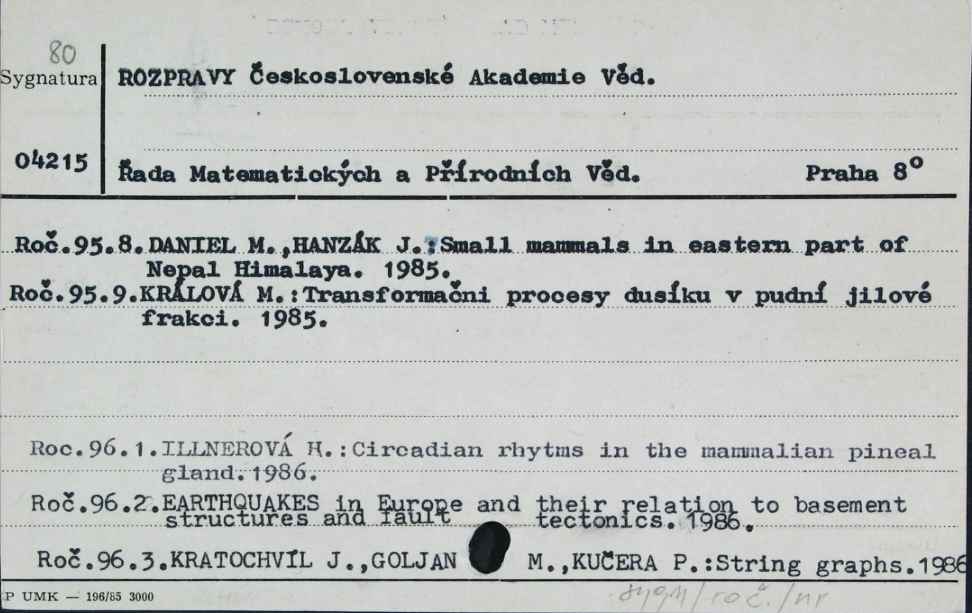 80
Sygnatura ROZPRAVY Československé Akademie Věd.
04215 Řada Matematických a Přírodních Věd. Praha 8°
Roč.95.8.DANIEL M.,HANZÁK J.:Small mammals in eastern part of
Nepal Himalaya. 1985.
Roč.95.9.KRÁLOVÁ M.:Transformačni procesy dusíku v pudní jilové
frakci. 1985.
Roc.96.1.ILLNEROVÁ H.:Circadian rhytms in the mammalian pineal
gland.1986.
Roč.96.2.EARTHQUAKES in Europe and their relation to basement
structures and fault tectonics.1986.
Roč.96.3.KRATOCHVÍL J.,GOLJAN M.,KUČERA P.:String graphs.1986
P UMK — 196/85 3000
sygn/roč./nr